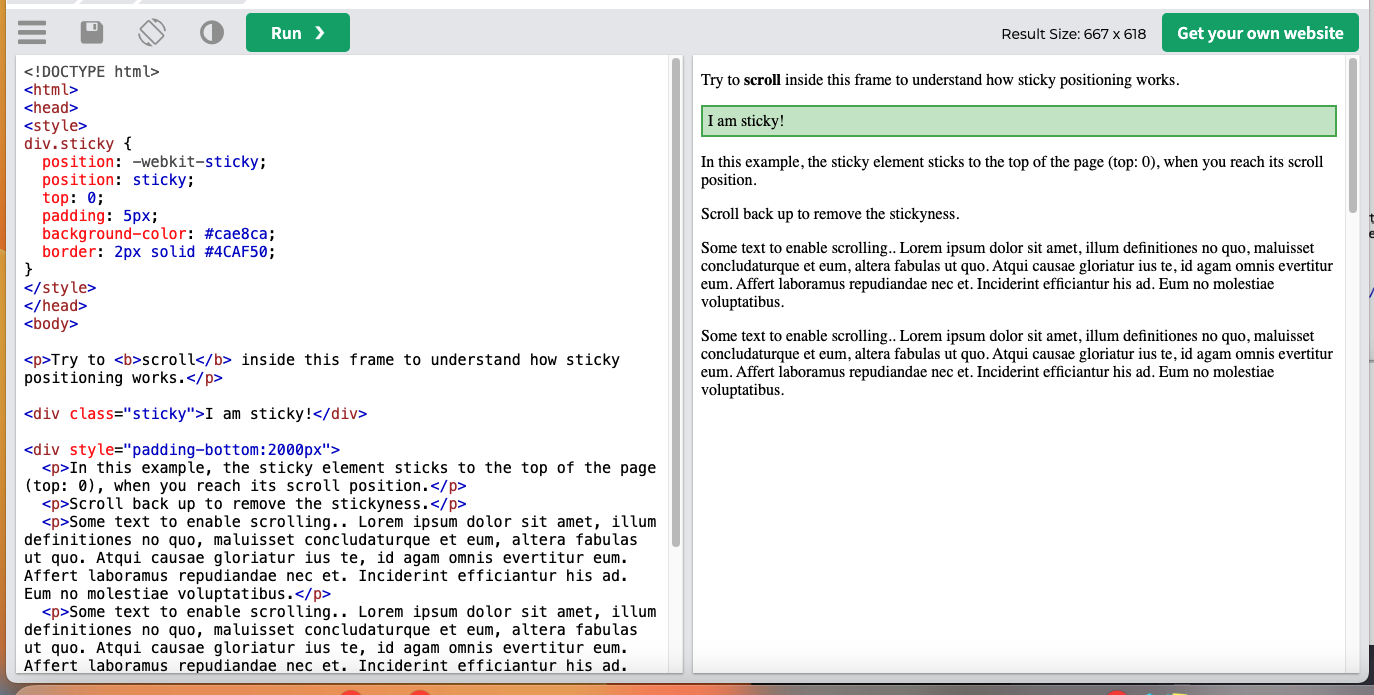 Run ❯
Result Size: 667 x 618
Get your own website
<!DOCTYPE html>
<html>
<head>
<style>
div.sticky {
  position: -webkit-sticky;
  position: sticky;
  top: 0;
  padding: 5px;
  background-color: #cae8ca;
  border: 2px solid #4CAF50;
}
</style>
</head>
<body>

<p>Try to <b>scroll</b> inside this frame to understand how sticky
positioning works.</p>

<div class="sticky">I am sticky!</div>

<div style="padding-bottom:2000px">
  <p>In this example, the sticky element sticks to the top of the page
(top: 0), when you reach its scroll position.</p>
  <p>Scroll back up to remove the stickyness.</p>
  <p>Some text to enable scrolling.. Lorem ipsum dolor sit amet, illum
definitiones no quo, maluisset concludaturque et eum, altera fabulas
ut quo. Atqui causae gloriatur ius te, id agam omnis evertitur eum.
Affert laboramus repudiandae nec et. Inciderint efficiantur his ad.
Eum no molestiae voluptatibus.</p>
  <p>Some text to enable scrolling.. Lorem ipsum dolor sit amet, illum
definitiones no quo, maluisset concludaturque et eum, altera fabulas
ut quo. Atqui causae gloriatur ius te, id agam omnis evertitur eum.
Affert laboramus repudiandae nec et. Inciderint efficiantur his ad.
Try to scroll inside this frame to understand how sticky positioning works.
I am sticky!
In this example, the sticky element sticks to the top of the page (top: 0), when you reach its scroll
position.
Scroll back up to remove the stickyness.
Some text to enable scrolling.. Lorem ipsum dolor sit amet, illum definitiones no quo, maluisset
concludaturque et eum, altera fabulas ut quo. Atqui causae gloriatur ius te, id agam omnis evertitur
eum. Affert laboramus repudiandae nec et. Inciderint efficiantur his ad. Eum no molestiae
voluptatibus.
Some text to enable scrolling.. Lorem ipsum dolor sit amet, illum definitiones no quo, maluisset
concludaturque et eum, altera fabulas ut quo. Atqui causae gloriatur ius te, id agam omnis evertitur
eum. Affert laboramus repudiandae nec et. Inciderint efficiantur his ad. Eum no molestiae
voluptatibus.